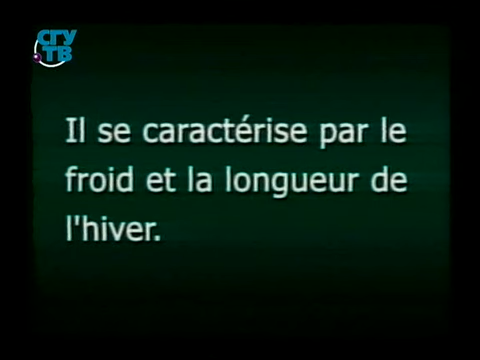 СГУ
ТВ
Il se caractérise par le
froid et la longueur de
l'hiver.